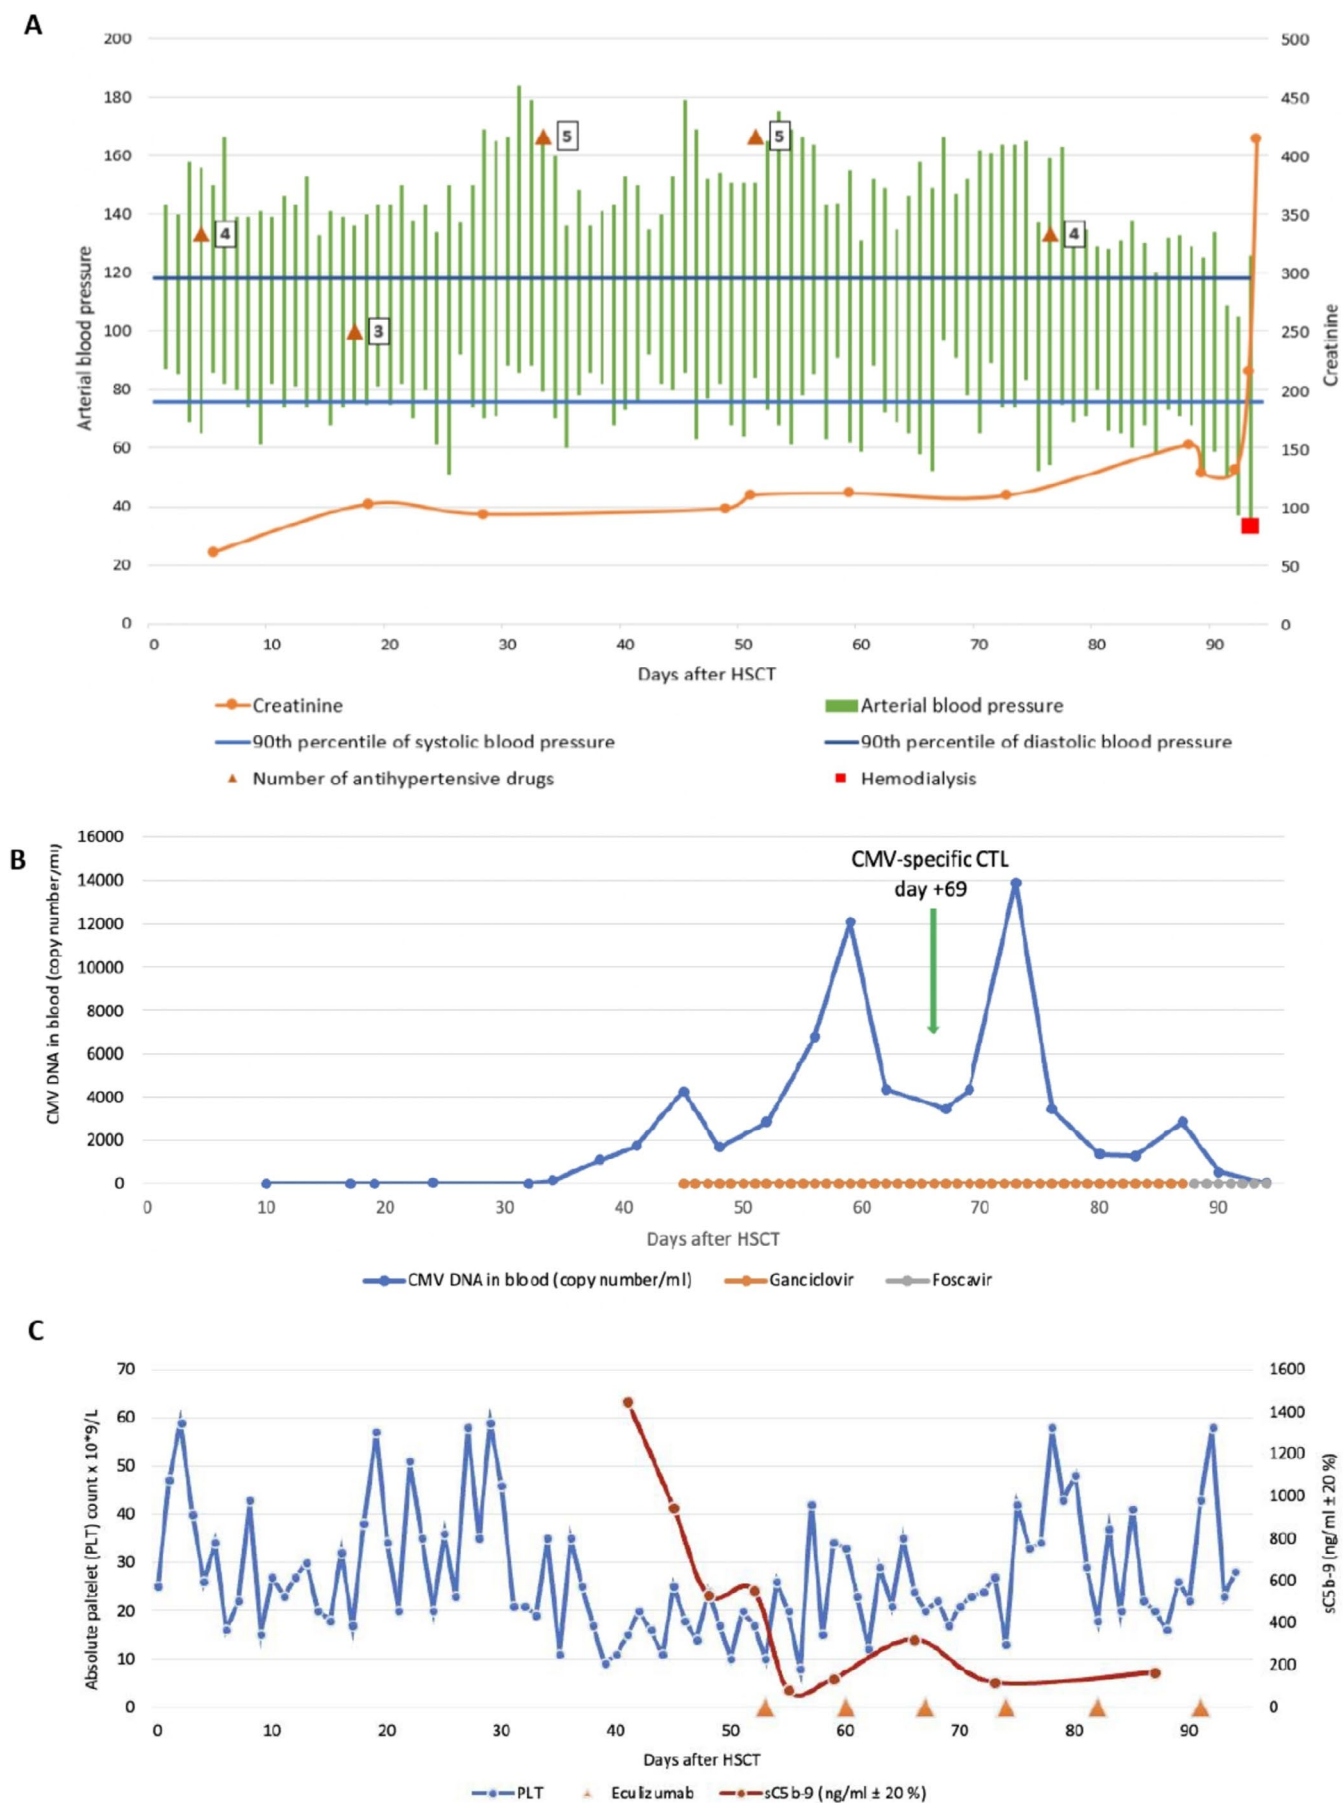 A
200
180
160
140
120
100
80
60
40
20
0
Arterial blood pressure
500
450
400
350
300
250
200
150
100
50
0
Creatinine
4
3
5
5
4
0 10 20 30 40 50 60 70 80 90
Days after HSCT
Creatinine
Arterial blood pressure
90th percentile of systolic blood pressure
90th percentile of diastolic blood pressure
Number of antihypertensive drugs
Hemodialysis
B
16000
14000
12000
10000
8000
6000
4000
2000
0
CMV DNA in blood (copy number/ml)
CMV-specific CTL
day +69
0 10 20 30 40 50 60 70 80 90
Days after HSCT
CMV DNA in blood (copy number/ml)
Ganciclovir
Foscavir
C
70
60
50
40
30
20
10
0
Absolute patelet (PLT) count x 10*9/L
1600
1400
1200
1000
800
600
400
200
0
sC5b-9 (ng/ml ± 20 %)
0 10 20 30 40 50 60 70 80 90
Days after HSCT
PLT
Eculizumab
sC5b-9 (ng/ml ± 20 %)